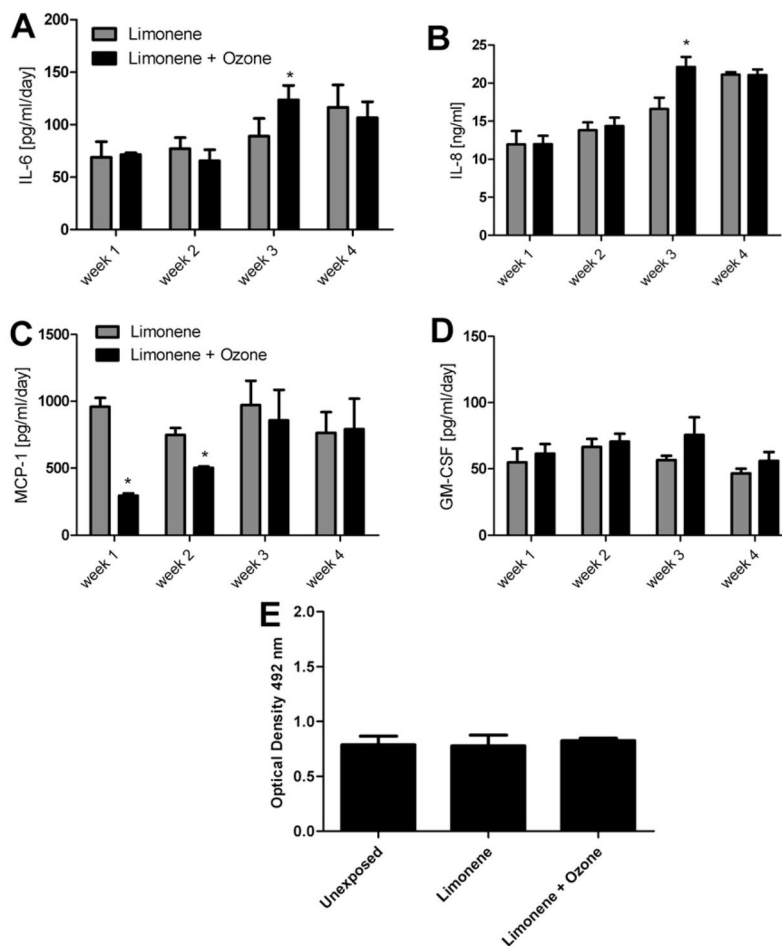 A
Limonene
Limonene + Ozone
IL-6 [pg/ml/day]
200
150
100
50
0
*
week 1
week 2
week 3
week 4
B
IL-8 [ng/ml]
25
20
15
10
5
0
*
week 1
week 2
week 3
week 4
C
Limonene
Limonene + Ozone
MCP-1 [pg/ml/day]
1500
1000
500
0
*
*
week 1
week 2
week 3
week 4
D
GM-CSF [pg/ml/day]
150
100
50
0
week 1
week 2
week 3
week 4
E
Optical Density 492 nm
2.0
1.5
1.0
0.5
0.0
Unexposed
Limonene
Limonene + Ozone